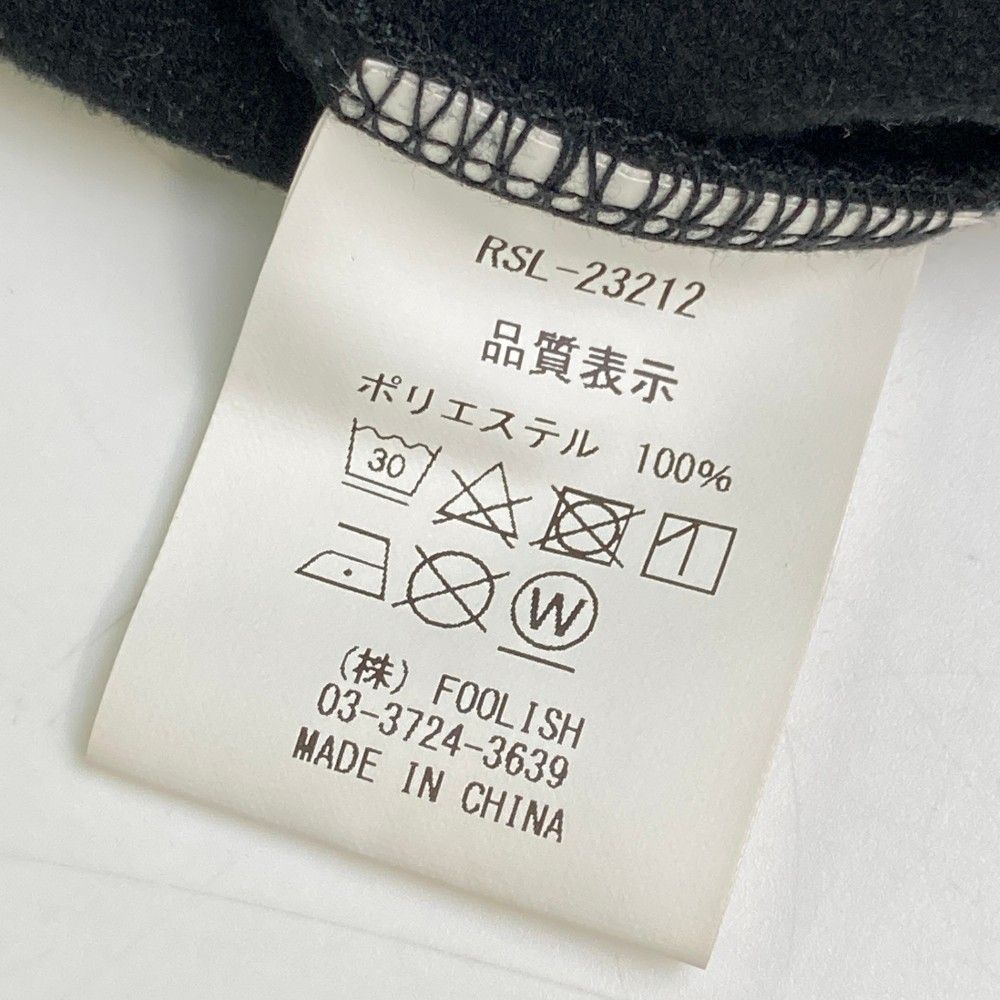 RSL-23212
品質表示
ポリエステル 100%
30
W
(株) FOOLISH
03-3724-3639
MADE IN CHINA